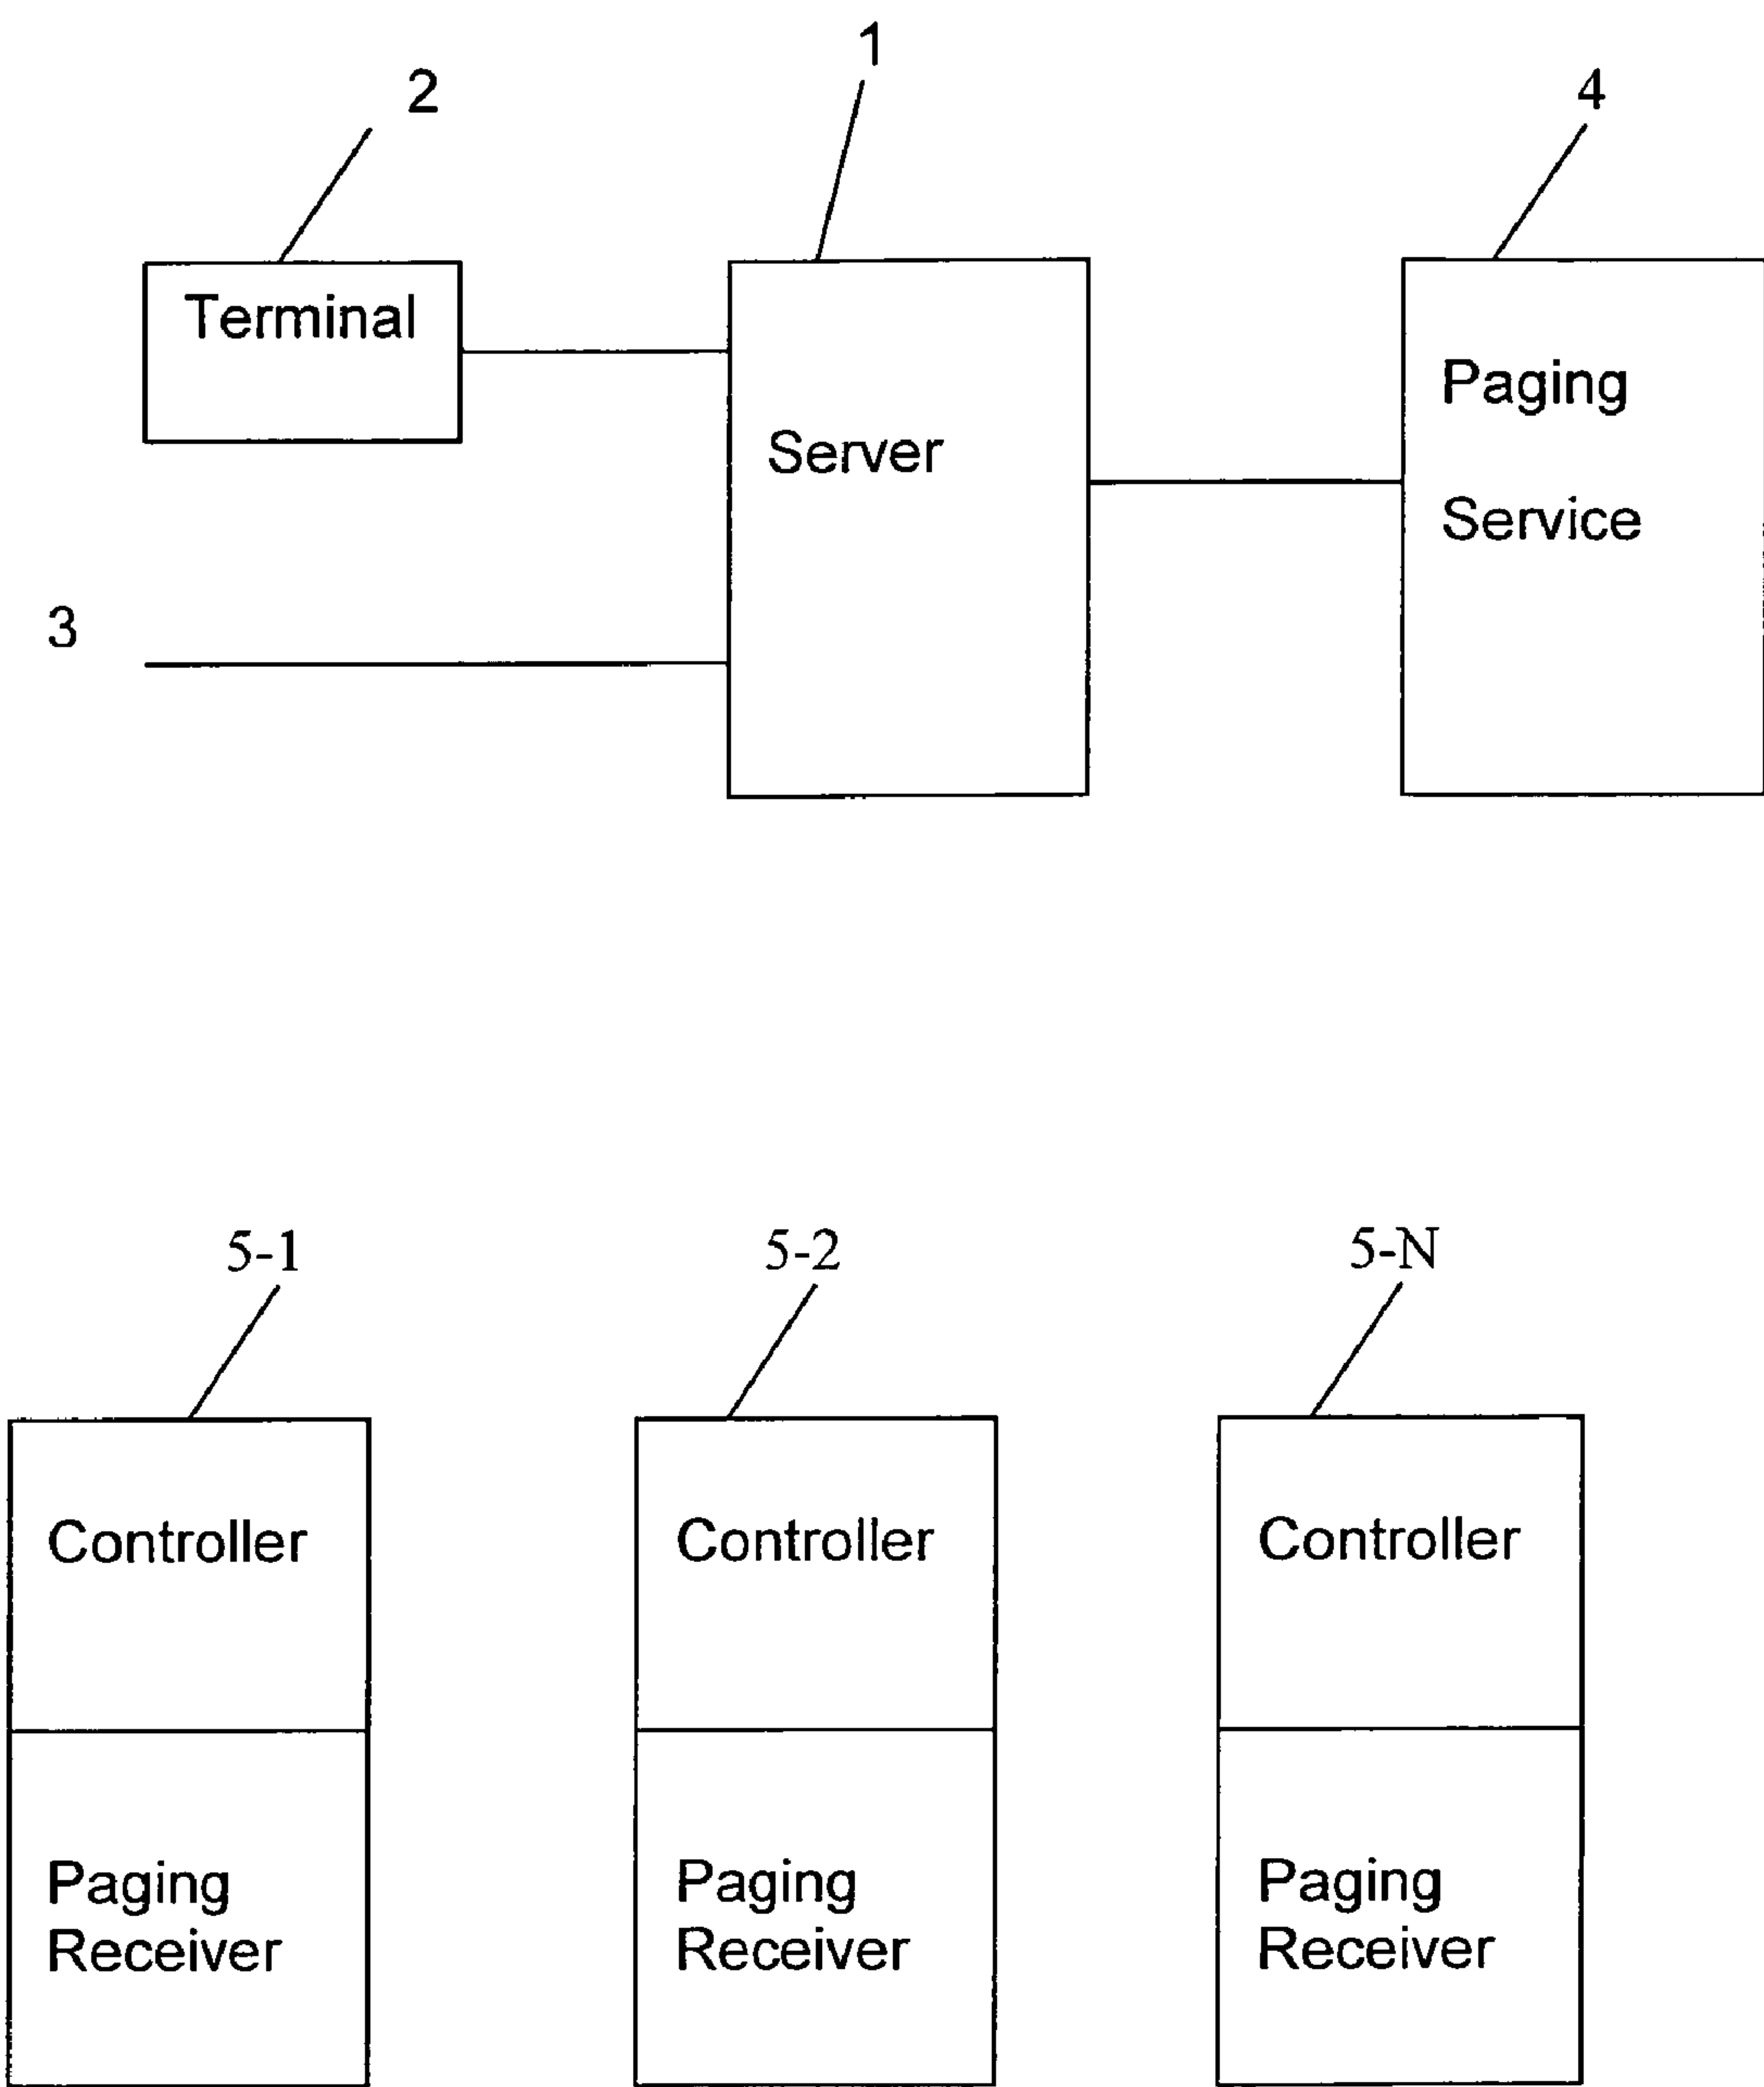 1
2
4
Terminal
Server
Paging
Service
3
5-1
5-2
5-N
Controller
Controller
Controller
Paging
Receiver
Paging
Receiver
Paging
Receiver